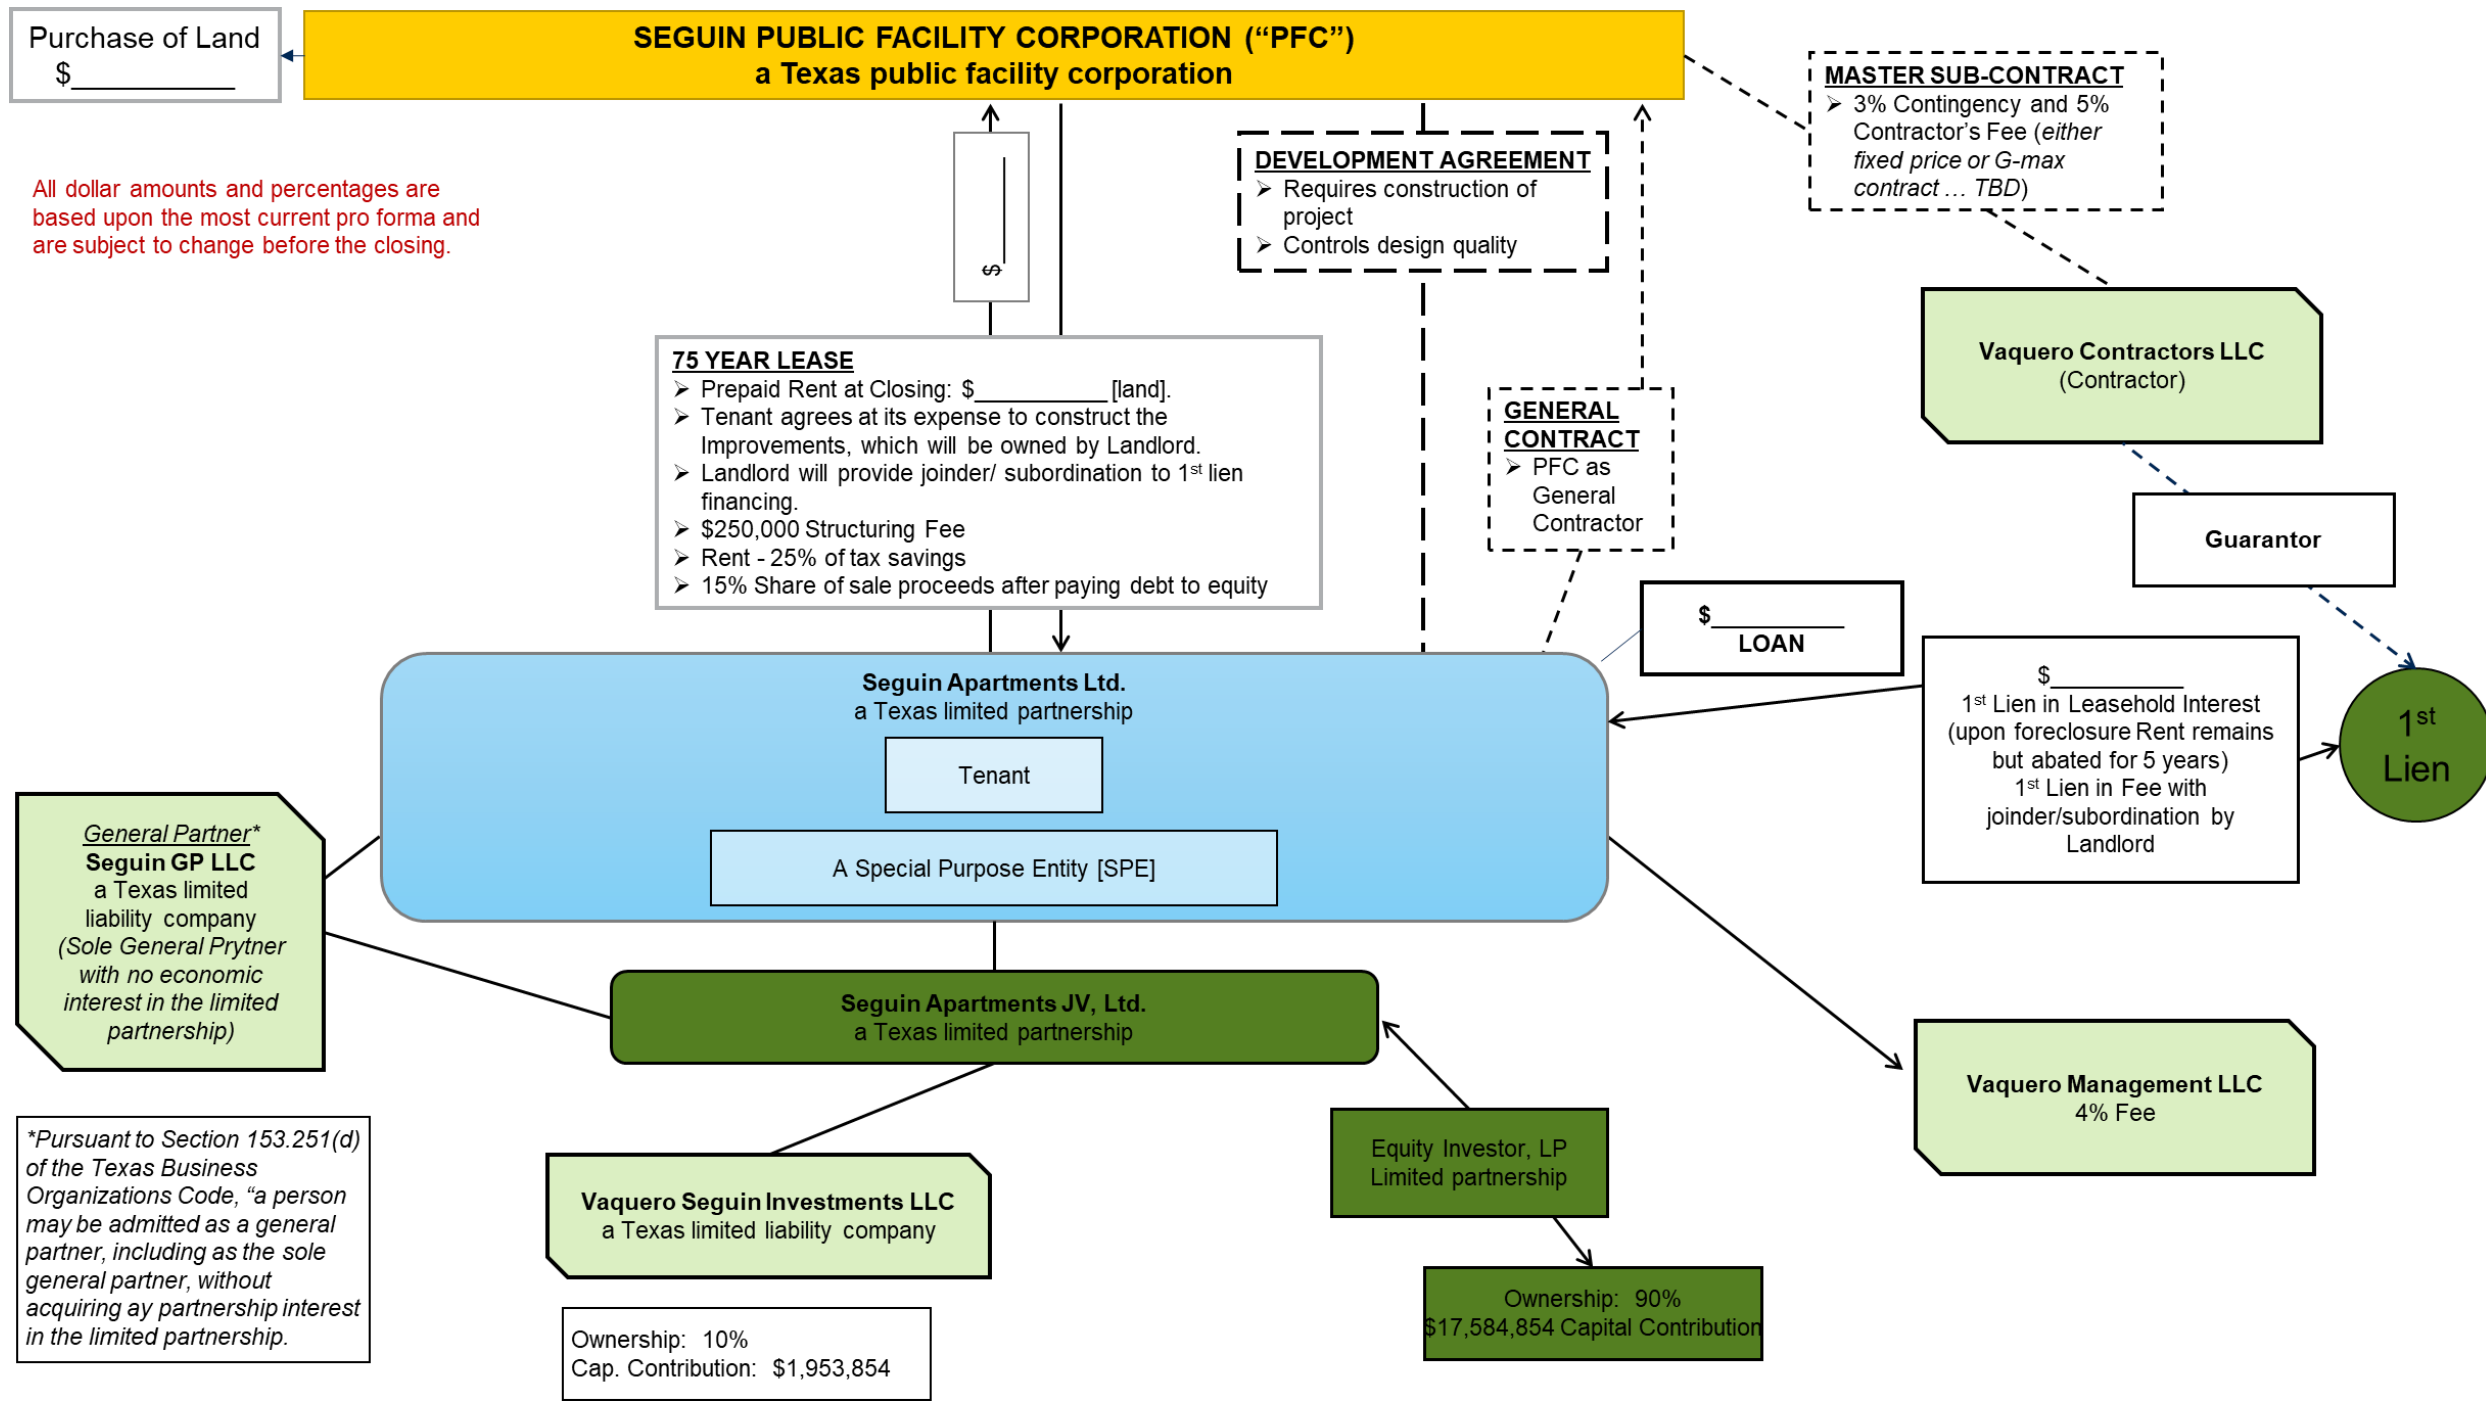 Purchase of Land
$___________
SEGUIN PUBLIC FACILITY CORPORATION (“PFC”)
a Texas public facility corporation
All dollar amounts and percentages are
based upon the most current pro forma and
are subject to change before the closing.
$________
DEVELOPMENT AGREEMENT
➢ Requires construction of
project
➢ Controls design quality
MASTER SUB-CONTRACT
➢ 3% Contingency and 5%
Contractor’s Fee (either
fixed price or G-max
contract … TBD)
Vaquero Contractors LLC
(Contractor)
75 YEAR LEASE
➢ Prepaid Rent at Closing: $__________ [land].
➢ Tenant agrees at its expense to construct the
Improvements, which will be owned by Landlord.
➢ Landlord will provide joinder/ subordination to 1st lien
financing.
➢ $250,000 Structuring Fee
➢ Rent - 25% of tax savings
➢ 15% Share of sale proceeds after paying debt to equity
GENERAL
CONTRACT
➢ PFC as
General
Contractor
Guarantor
$__________
LOAN
Seguin Apartments Ltd.
a Texas limited partnership
Tenant
A Special Purpose Entity [SPE]
$__________
1st Lien in Leasehold Interest
(upon foreclosure Rent remains
but abated for 5 years)
1st Lien in Fee with
joinder/subordination by
Landlord
1st
Lien
General Partner*
Seguin GP LLC
a Texas limited
liability company
(Sole General Prytner
with no economic
interest in the limited
partnership)
Seguin Apartments JV, Ltd.
a Texas limited partnership
Vaquero Management LLC
4% Fee
*Pursuant to Section 153.251(d)
of the Texas Business
Organizations Code, “a person
may be admitted as a general
partner, including as the sole
general partner, without
acquiring ay partnership interest
in the limited partnership.
Vaquero Seguin Investments LLC
a Texas limited liability company
Equity Investor, LP
Limited partnership
Ownership: 10%
Cap. Contribution: $1,953,854
Ownership: 90%
$17,584,854 Capital Contribution